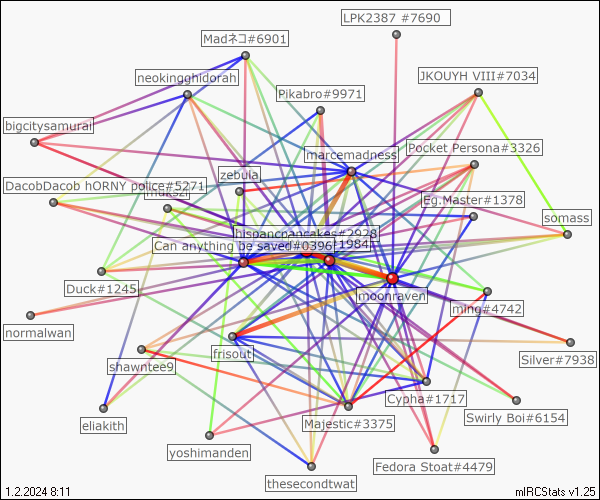 LPK2387 #7690
Madネコ#6901
neokingghidorah
JKOUYH VIII#7034
Pikabro#9971
bigcitysamurai
marcemadness
Pocket Persona#3326
zebula
DacobDacob hORNY police#5271
Eg.Master#1378
somass
hispancpancakes#2928
Can anything be saved#0396
1984
Duck#1245
moonraven
ming#4742
normalwan
frisout
Silver#7938
shawntee9
Cypha#1717
Swirly Boi#6154
eliakith
Majestic#3375
yoshimanden
Fedora Stoat#4479
thesecondtwat
1.2.2024 8:11
mIRCStats v1.25